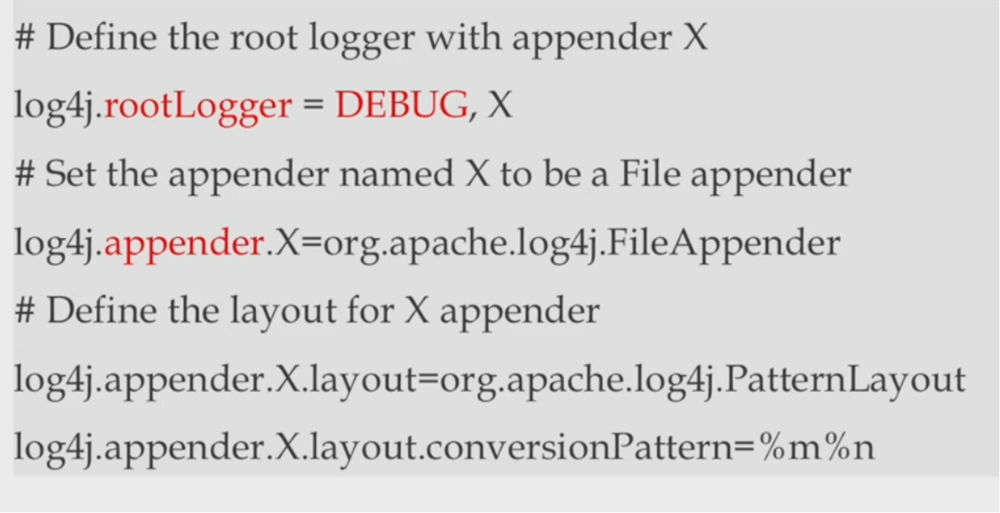 # Define the root logger with appender X
log4j.rootLogger = DEBUG, X
# Set the appender named X to be a File appender
log4j.appender.X=org.apache.log4j.FileAppender
# Define the layout for X appender
log4j.appender.X.layout=org.apache.log4j.PatternLayout
log4j.appender.X.layout.conversionPattern=%m%n